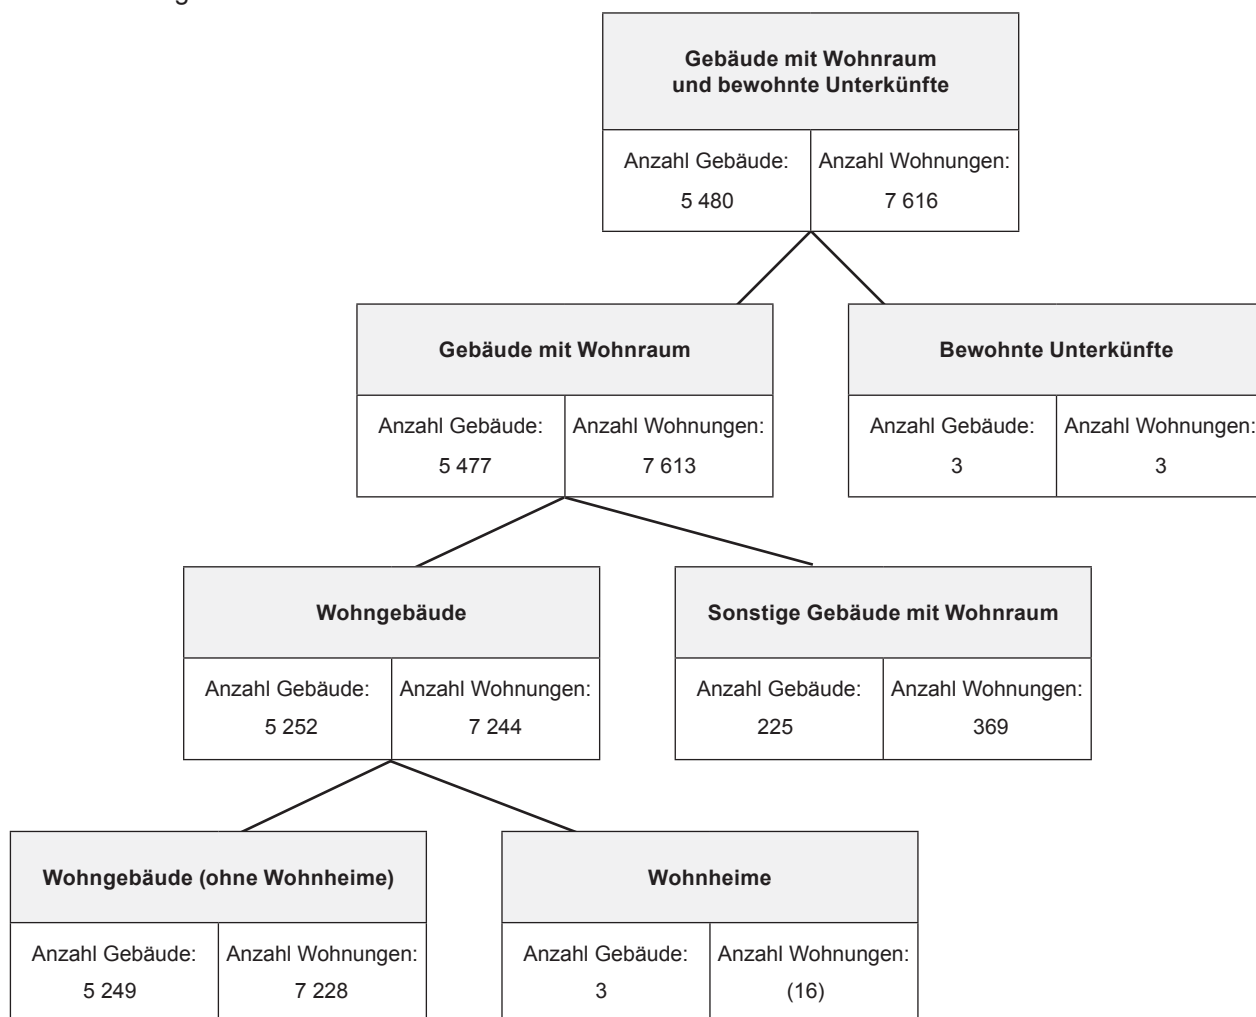 Gebäude mit Wohnraum
und bewohnte Unterkünfte
Anzahl Gebäude: Anzahl Wohnungen:
5 480 7 616
Gebäude mit Wohnraum Bewohnte Unterkünfte
Anzahl Gebäude: Anzahl Wohnungen: Anzahl Gebäude: Anzahl Wohnungen:
5 477 7 613 3 3
Wohngebäude Sonstige Gebäude mit Wohnraum
Anzahl Gebäude: Anzahl Wohnungen: Anzahl Gebäude: Anzahl Wohnungen:
5 252 7 244 225 369
Wohngebäude (ohne Wohnheime) Wohnheime
Anzahl Gebäude: Anzahl Wohnungen: Anzahl Gebäude: Anzahl Wohnungen:
5 249 7 228 3 (16)